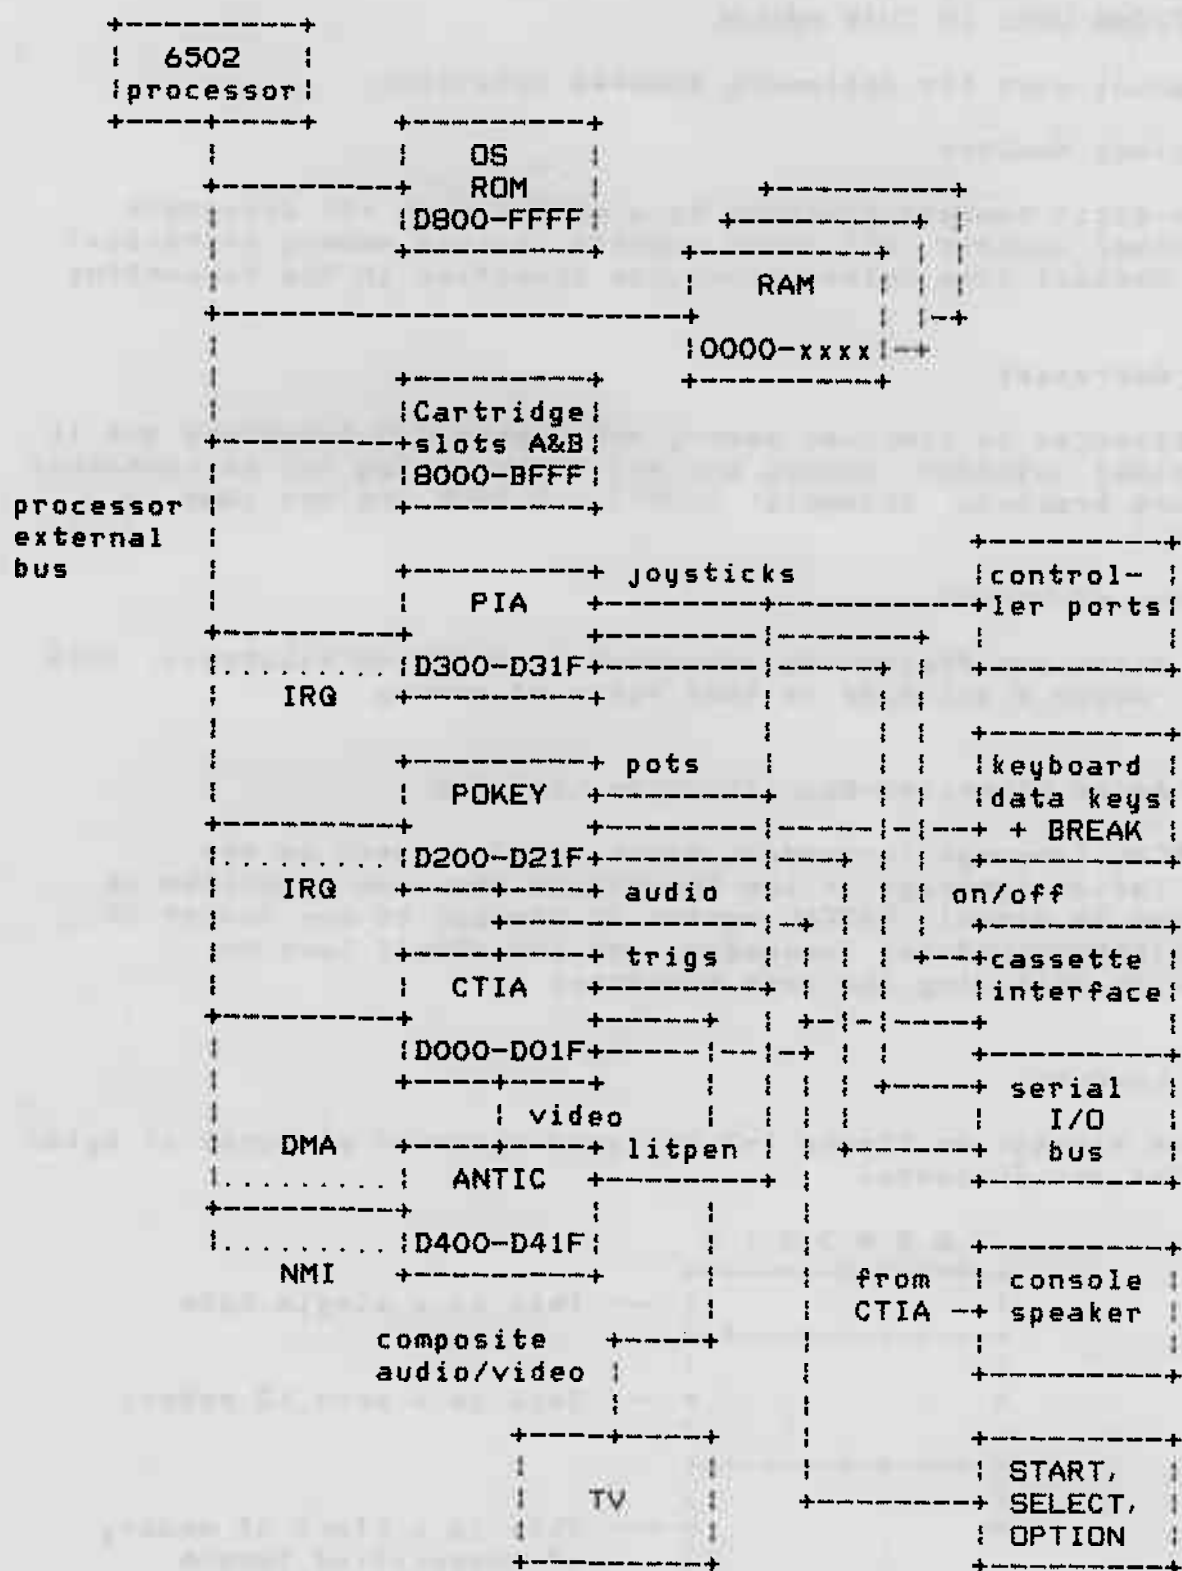 6502
processor
OS
ROM
D800-FFFF
RAM
0000-xxxx
Cartridge
slots A&B
8000-BFFF
processor
external
bus
joysticks
control-
PIA
ler ports
D300-D31F
IRQ
pots
keyboard
POKEY
data keys
+ BREAK
D200-D21F
IRQ
audio
on/off
trigs
cassette
CTIA
interface
D000-D01F
serial
video
I/O
DMA
litpen
bus
ANTIC
D400-D41F
NMI
from
console
CTIA
speaker
composite
audio/video
START,
TV
SELECT,
OPTION